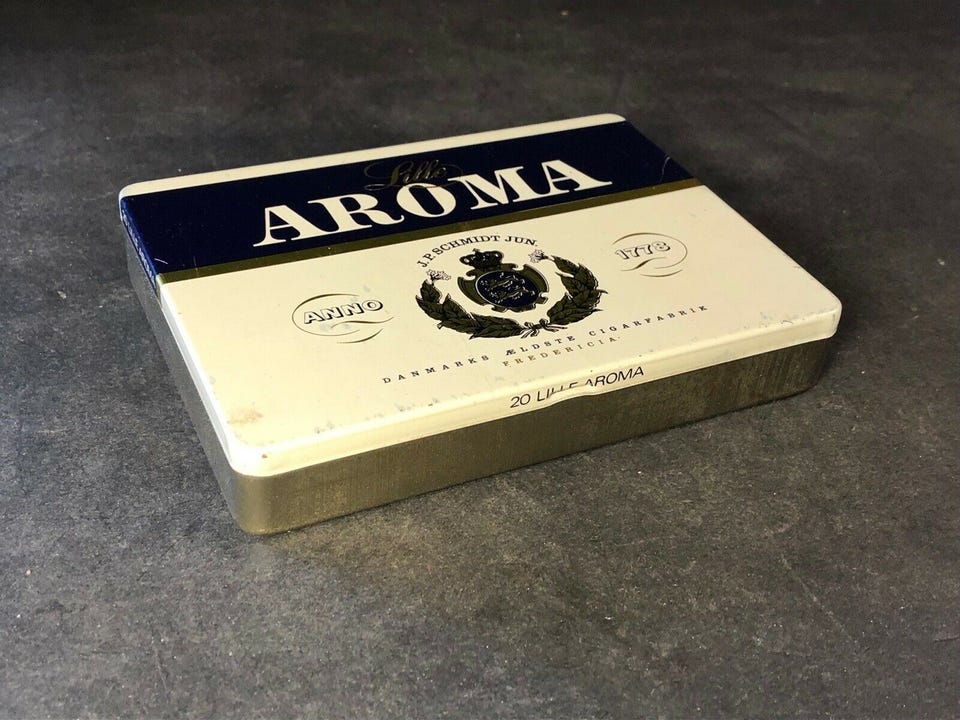 Lille
AROMA
J.P. SCHMIDT JUN.
ANNO
1778
DANMARKS ÆLDSTE CIGARFABRIK
FREDERICIA
20 LILLE AROMA